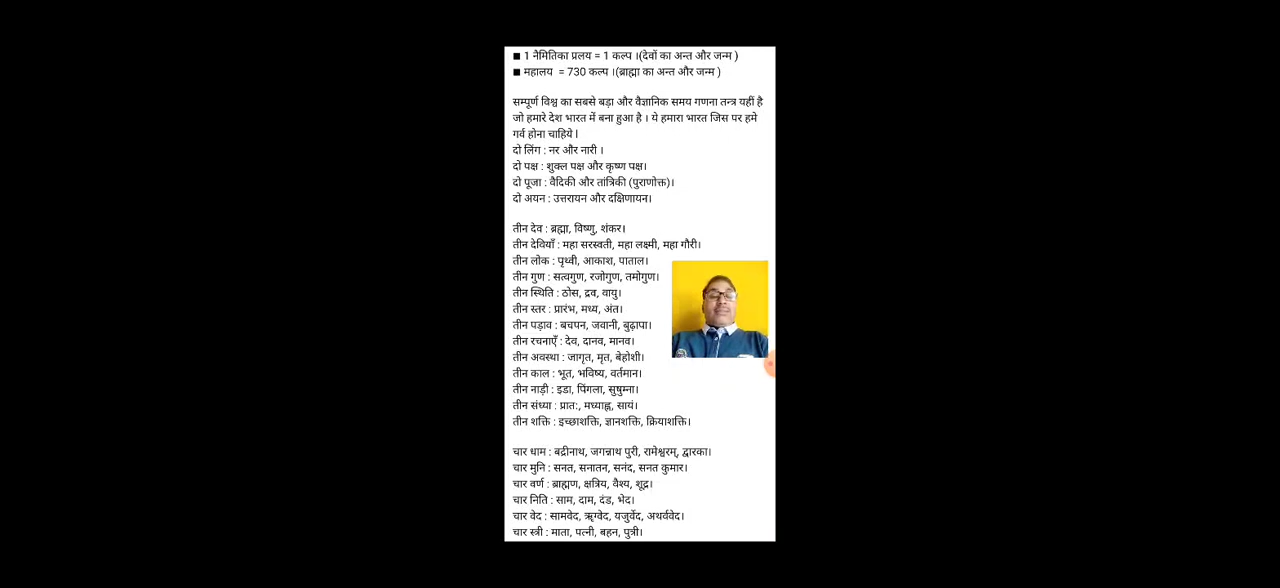 ■ 1 नैमितिका प्रलय = 1 कल्प ।(देवों का अन्त और जन्म )
■ महालय = 730 कल्प ।(ब्राह्मा का अन्त और जन्म )
सम्पूर्ण विश्व का सबसे बड़ा और वैज्ञानिक समय गणना तन्त्र यहीं है
जो हमारे देश भारत में बना हुआ है । ये हमारा भारत जिस पर हमे
गर्व होना चाहिये l
दो लिंग : नर और नारी ।
दो पक्ष : शुक्ल पक्ष और कृष्ण पक्ष।
दो पूजा : वैदिकी और तांत्रिकी (पुराणोक्त)।
दो अयन : उत्तरायन और दक्षिणायन।
तीन देव : ब्रह्मा, विष्णु, शंकर।
तीन देवियाँ : महा सरस्वती, महा लक्ष्मी, महा गौरी।
तीन लोक : पृथ्वी, आकाश, पाताल।
तीन गुण : सत्वगुण, रजोगुण, तमोगुण।
तीन स्थिति : ठोस, द्रव, वायु।
तीन स्तर : प्रारंभ, मध्य, अंत।
तीन पड़ाव : बचपन, जवानी, बुढ़ापा।
तीन रचनाएँ : देव, दानव, मानव।
तीन अवस्था : जागृत, मृत, बेहोशी।
तीन काल : भूत, भविष्य, वर्तमान।
तीन नाड़ी : इडा, पिंगला, सुषुम्ना।
तीन संध्या : प्रात:, मध्याह्न, सायं।
तीन शक्ति : इच्छाशक्ति, ज्ञानशक्ति, क्रियाशक्ति।
चार धाम : बद्रीनाथ, जगन्नाथ पुरी, रामेश्वरम्, द्वारका।
चार मुनि : सनत, सनातन, सनंद, सनत कुमार।
चार वर्ण : ब्राह्मण, क्षत्रिय, वैश्य, शूद्र।
चार निति : साम, दाम, दंड, भेद।
चार वेद : सामवेद, ॠग्वेद, यजुर्वेद, अथर्ववेद।
चार स्त्री : माता, पत्नी, बहन, पुत्री।